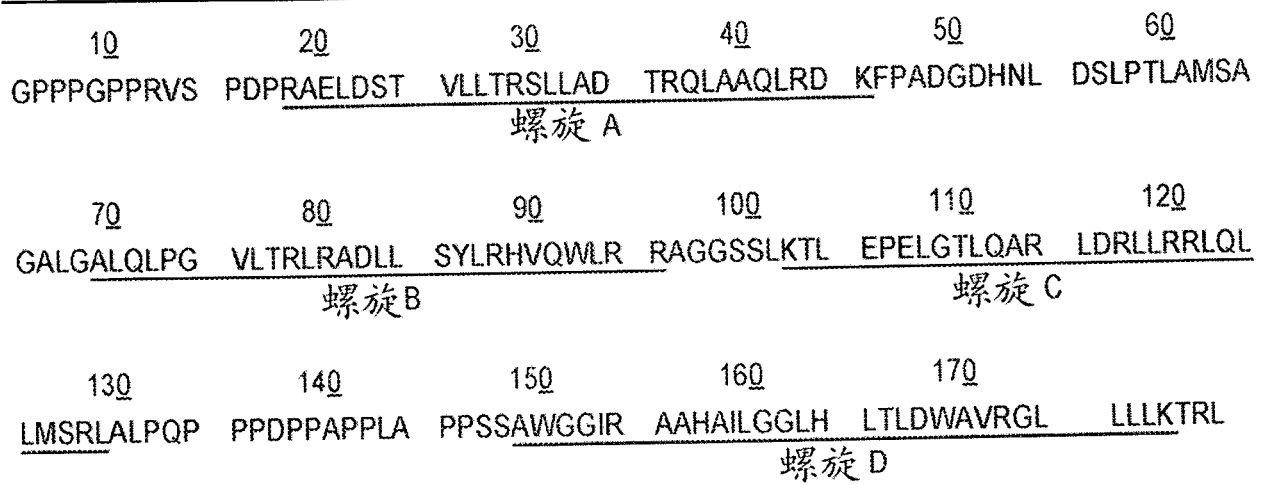 10 20 30 40 50 60
GPPPGPPRVS PDPRAELDST VLLTRSLLAD TRQLAAQLRD KFPADGDHNL DSLPTLAMSA
螺旋 A
70 80 90 100 110 120
GALGALQLPG VLTRLRADLL SYLRHVQWLR RAGGSSLKTL EPELGTLQAR LDRLLRRLQL
螺旋B 螺旋 C
130 140 150 160 170
LMSRLALPQP PPDPPAPPLA PPSSAWGGIR AAHAILGGLH LTLDWAVRGL LLLKTRL
螺旋 D